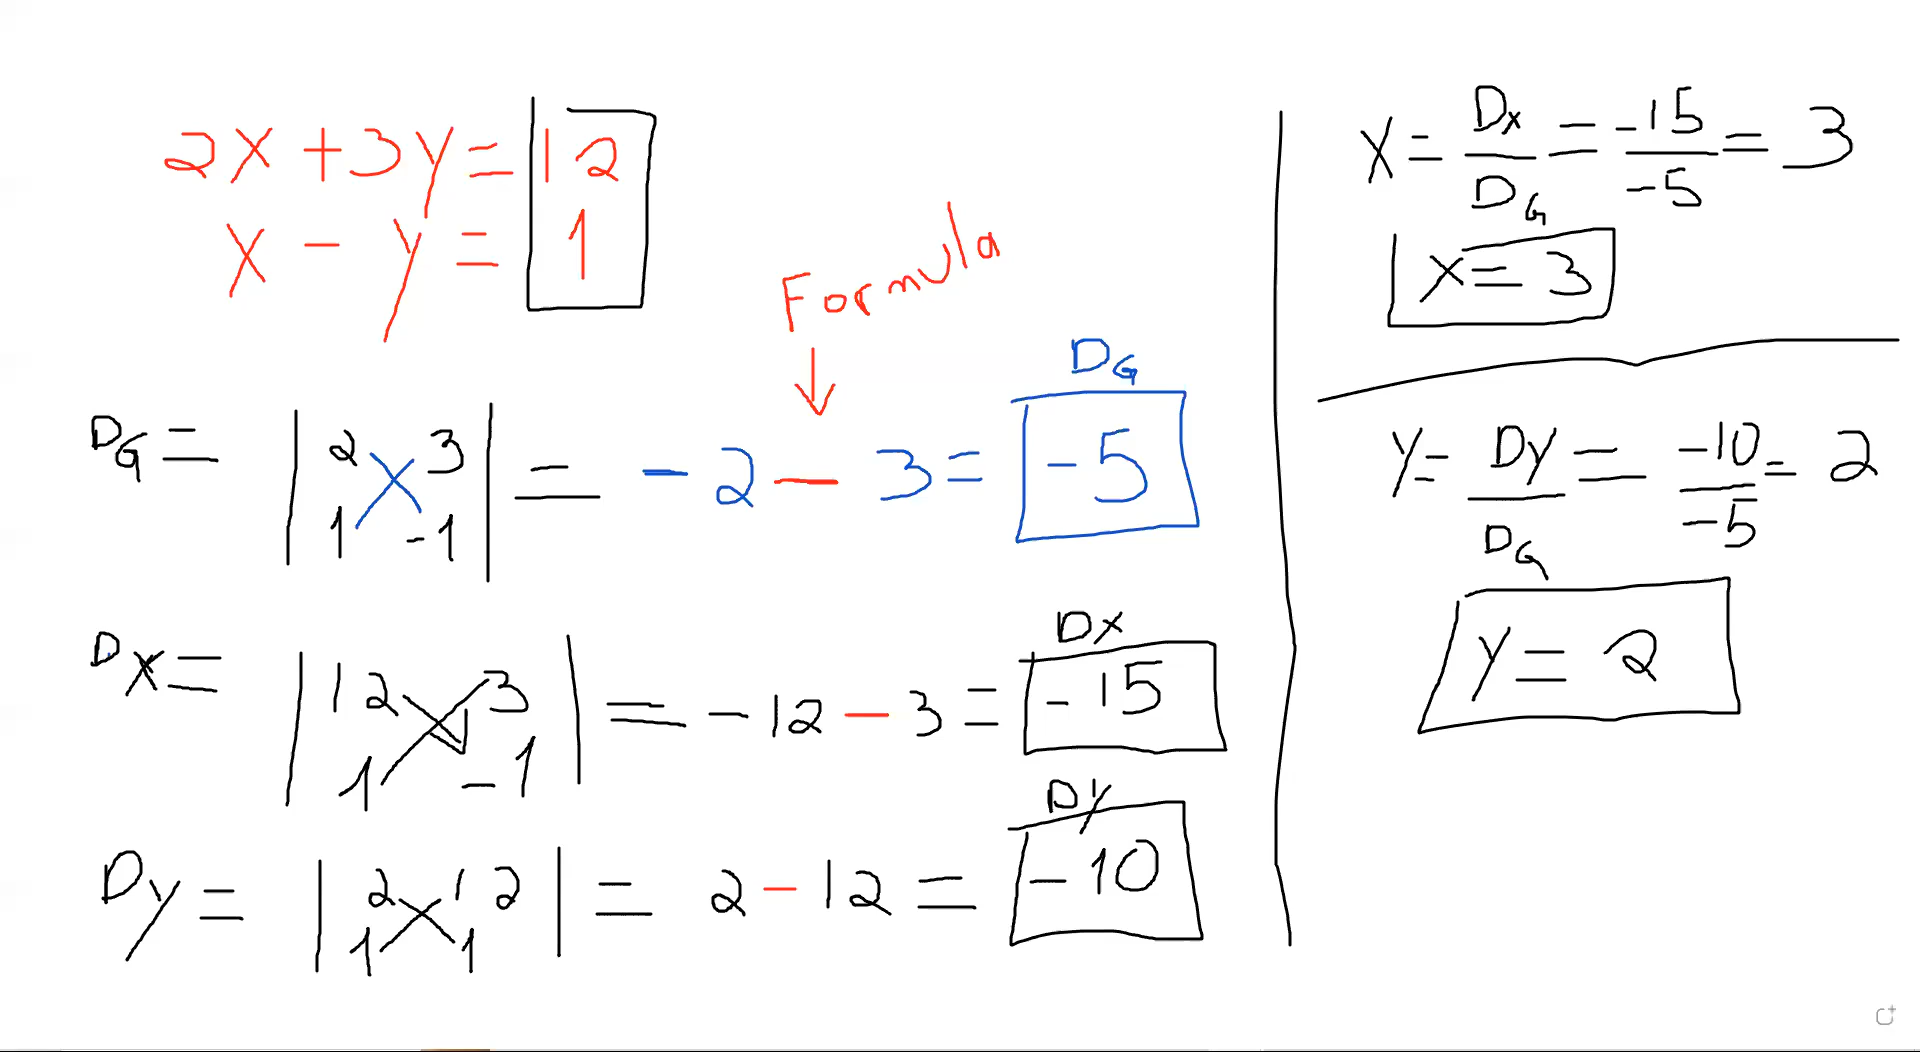 2x + 3y = 12
x - y = 1
Formula
↓
DG
DG = | 2 3 | = - 2 - 3 = -5
1 -1
Dx
Dx = | 12 3 | = - 12 - 3 = -15
1 -1
Dy
Dy = | 2 12 | = 2 - 12 = -10
1 1
x = Dx / DG = -15 / -5 = 3
x = 3
y = Dy / DG = -10 / -5 = 2
y = 2